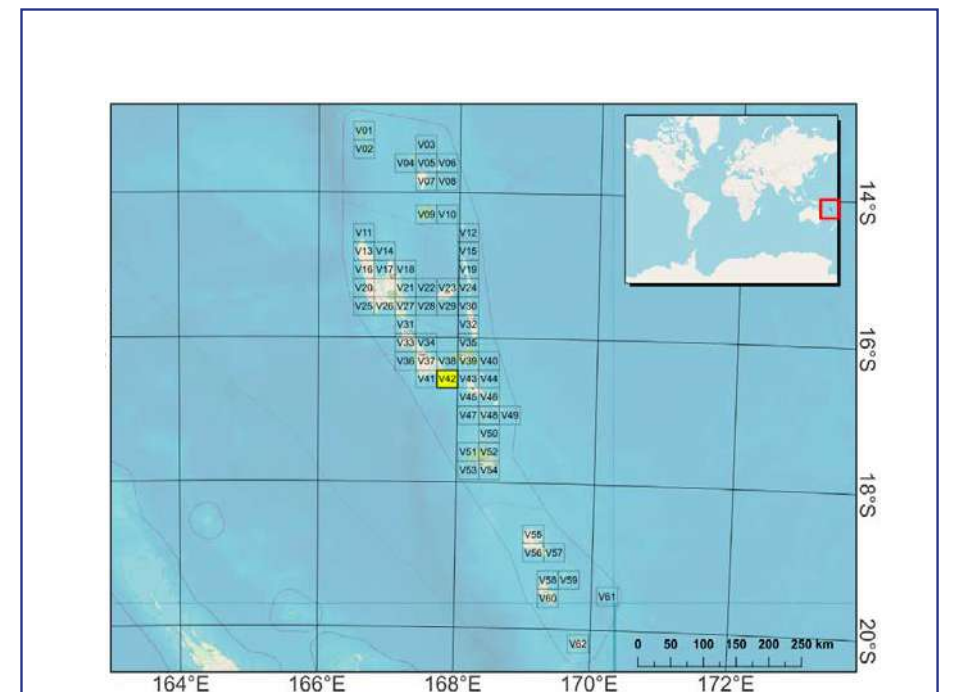 V01
V02 V03
V04 V05 V06
V07 V08
14°S
V09 V10
V11 V12
V13 V14 V15
V16 V17 V18 V19
V20 V21 V22 V23 V24
V25 V26 V27 V28 V29 V30
V31 V32
V33 V34 V35
16°S
V36 V37 V38 V39 V40
V41 V42 V43 V44
V45 V46
V47 V48 V49
V50
V51 V52
V53 V54
18°S
V55
V56 V57
V58 V59
V60 V61
V62
0 50 100 150 200 250 km
20°S
164°E 166°E 168°E 170°E 172°E